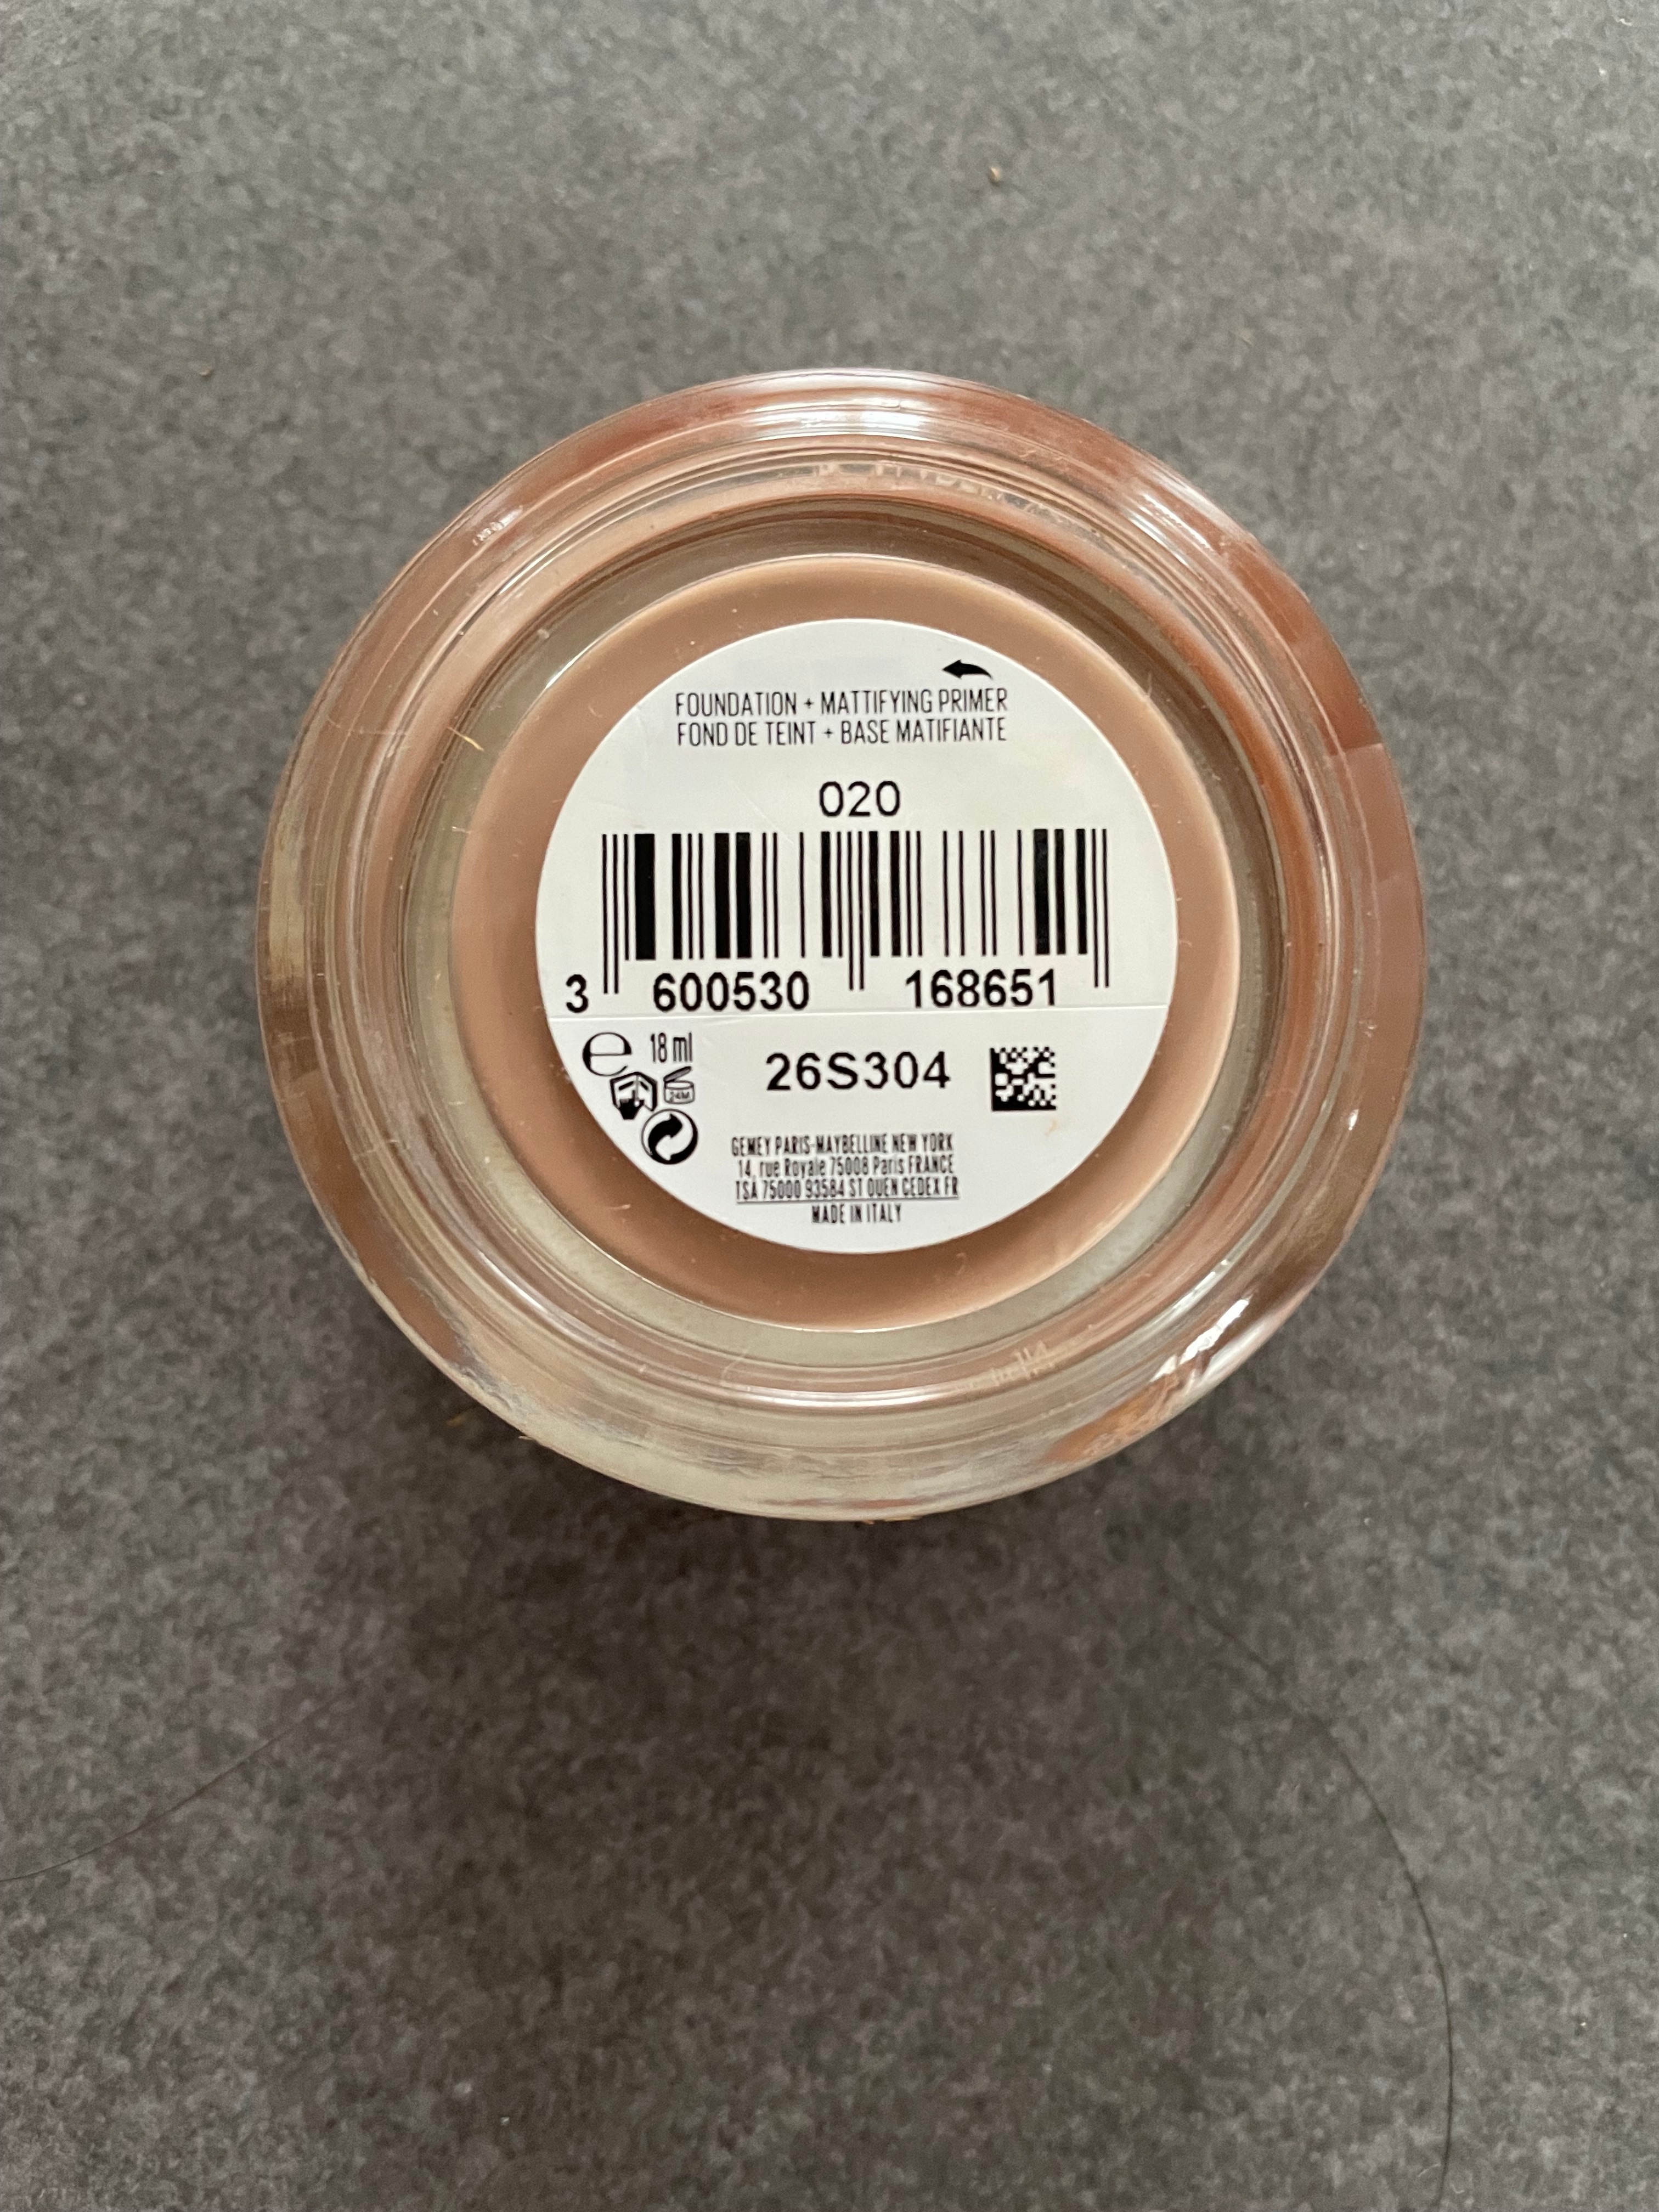 FOUNDATION + MATTIFYING PRIMER
FOND DE TEINT + BASE MATIFIANTE
020
3 600530 168651
e 18 ml
26S304
24M
GEMEY PARIS-MAYBELLINE NEW YORK
14, rue Royale 75008 Paris FRANCE
TSA 75000 93584 ST OUEN CEDEX FR
MADE IN ITALY